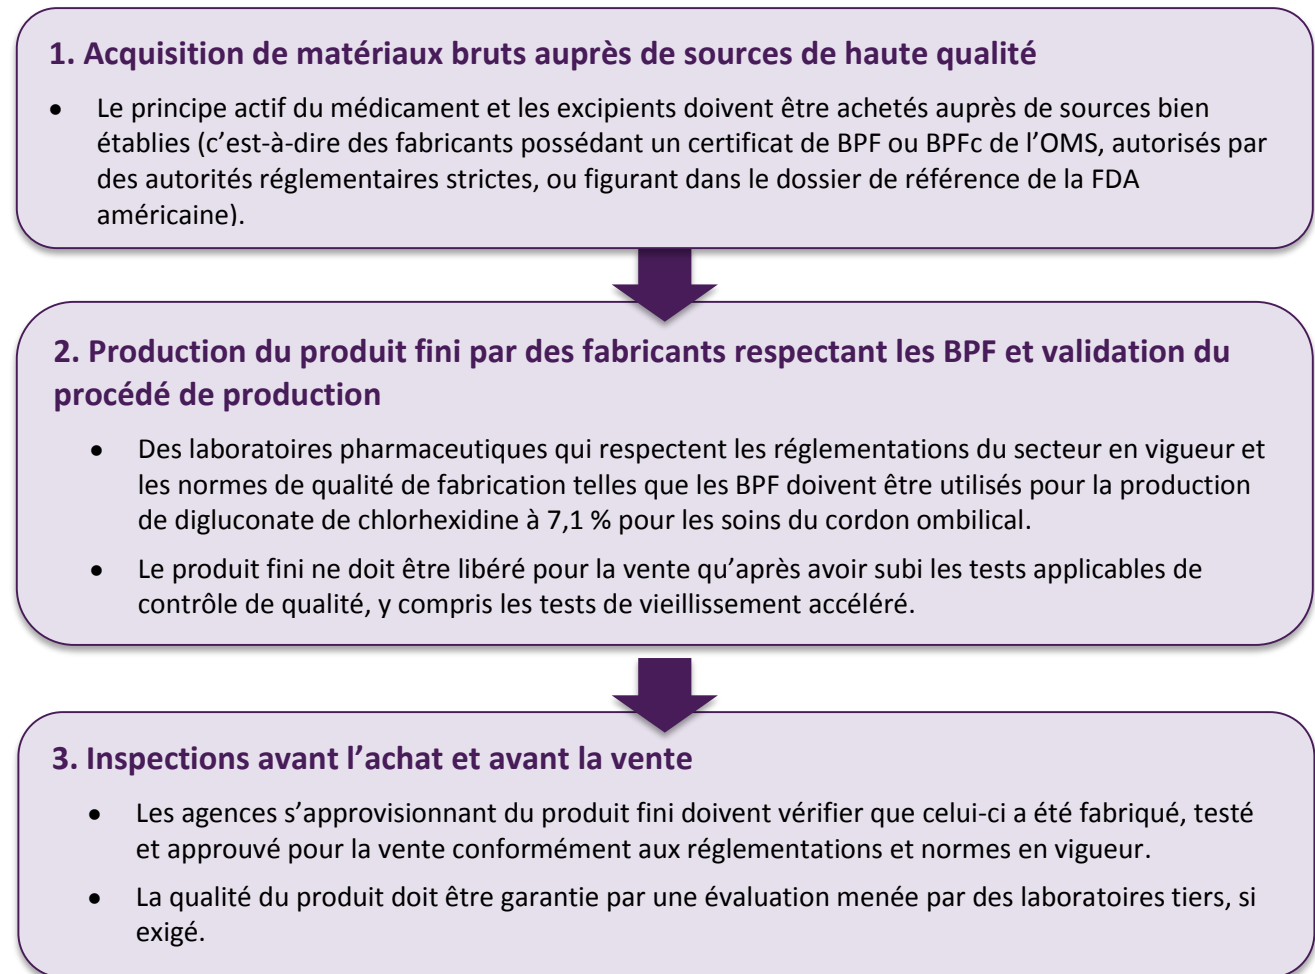 1. Acquisition de matériaux bruts auprès de sources de haute qualité
• Le principe actif du médicament et les excipients doivent être achetés auprès de sources bien
établies (c’est-à-dire des fabricants possédant un certificat de BPF ou BPFc de l’OMS, autorisés par
des autorités réglementaires strictes, ou figurant dans le dossier de référence de la FDA
américaine).
2. Production du produit fini par des fabricants respectant les BPF et validation du
procédé de production
• Des laboratoires pharmaceutiques qui respectent les réglementations du secteur en vigueur et
les normes de qualité de fabrication telles que les BPF doivent être utilisés pour la production
de digluconate de chlorhexidine à 7,1 % pour les soins du cordon ombilical.
• Le produit fini ne doit être libéré pour la vente qu’après avoir subi les tests applicables de
contrôle de qualité, y compris les tests de vieillissement accéléré.
3. Inspections avant l’achat et avant la vente
• Les agences s’approvisionnant du produit fini doivent vérifier que celui-ci a été fabriqué, testé
et approuvé pour la vente conformément aux réglementations et normes en vigueur.
• La qualité du produit doit être garantie par une évaluation menée par des laboratoires tiers, si
exigé.